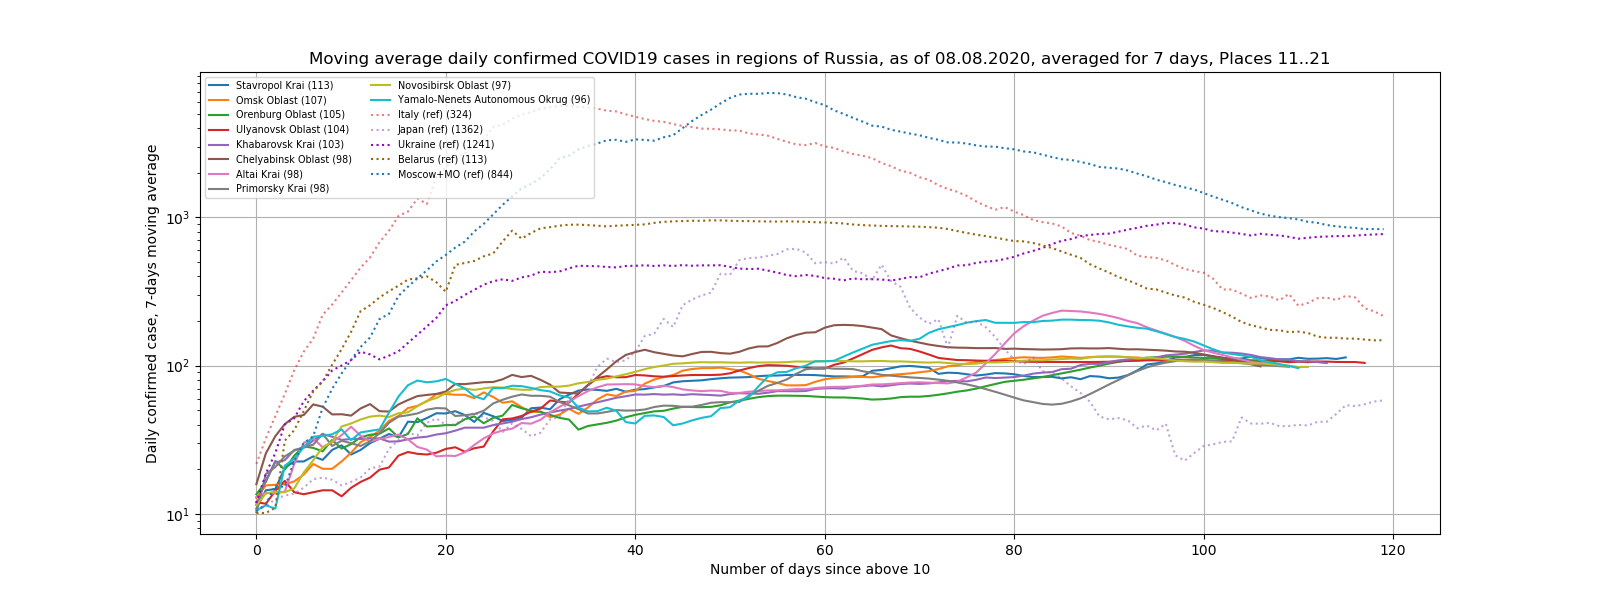 Moving average daily confirmed COVID19 cases in regions of Russia, as of 08.08.2020, averaged for 7 days, Places 11..21
Stavropol Krai (113)
Omsk Oblast (107)
Orenburg Oblast (105)
Ulyanovsk Oblast (104)
Khabarovsk Krai (103)
Chelyabinsk Oblast (98)
Altai Krai (98)
Primorsky Krai (98)
Novosibirsk Oblast (97)
Yamalo-Nenets Autonomous Okrug (96)
Italy (ref) (324)
Japan (ref) (1362)
Ukraine (ref) (1241)
Belarus (ref) (113)
Moscow+MO (ref) (844)
Daily confirmed case, 7-days moving average
10³
10²
10¹
0 20 40 60 80 100 120
Number of days since above 10